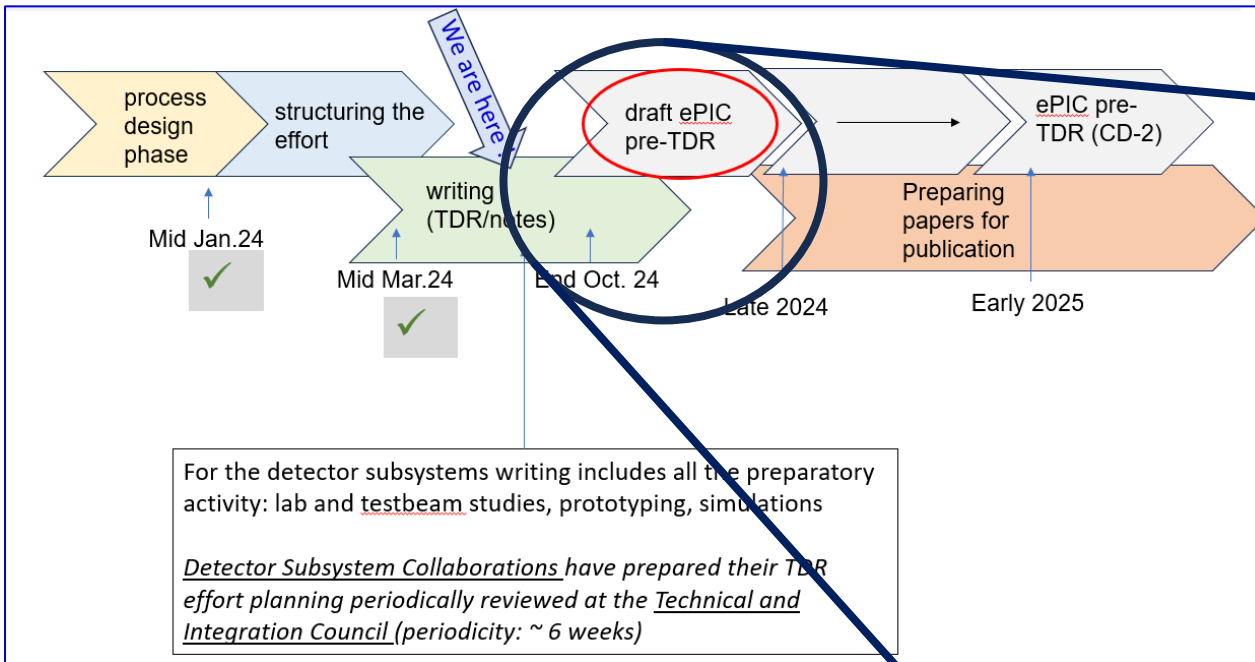 We are here !
process
design
phase
structuring the
effort
draft ePIC
pre-TDR
ePIC pre-
TDR (CD-2)
writing
(TDR/notes)
Preparing
papers for
publication
Mid Jan.24
Mid Mar.24
End Oct. 24
Late 2024
Early 2025
For the detector subsystems writing includes all the preparatory
activity: lab and testbeam studies, prototyping, simulations
Detector Subsystem Collaborations have prepared their TDR
effort planning periodically reviewed at the Technical and
Integration Council (periodicity: ~ 6 weeks)